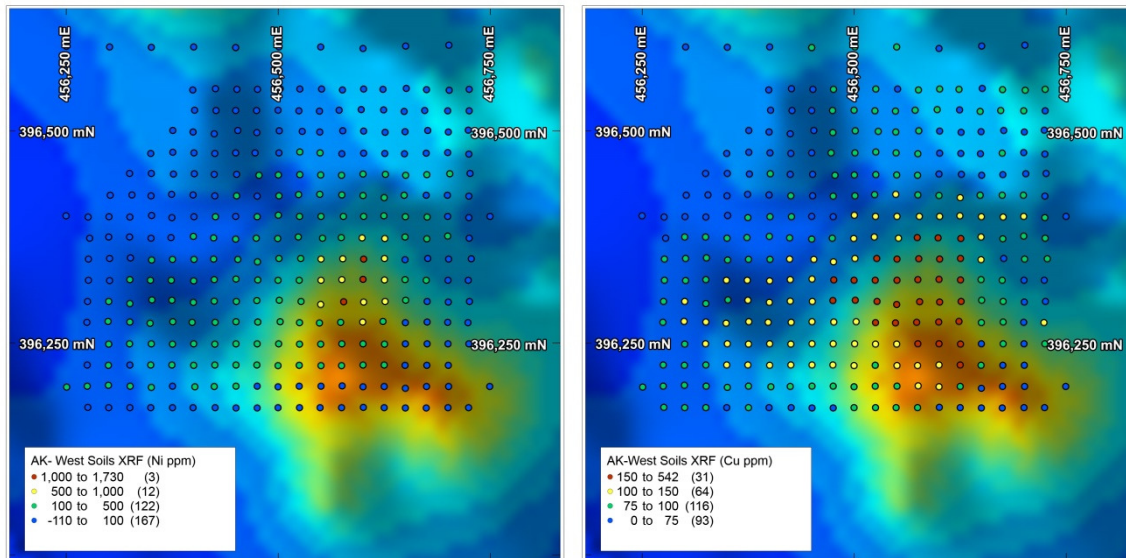 456,250 mE
456,500 mE
456,750 mE
396,500 mN
396,500 mN
396,250 mN
396,250 mN
AK- West Soils XRF (Ni ppm)
1,000 to 1,730 (3)
500 to 1,000 (12)
100 to 500 (122)
-110 to 100 (167)
456,250 mE
456,500 mE
456,750 mE
396,500 mN
396,500 mN
396,250 mN
396,250 mN
AK-West Soils XRF (Cu ppm)
150 to 542 (31)
100 to 150 (64)
75 to 100 (116)
0 to 75 (93)